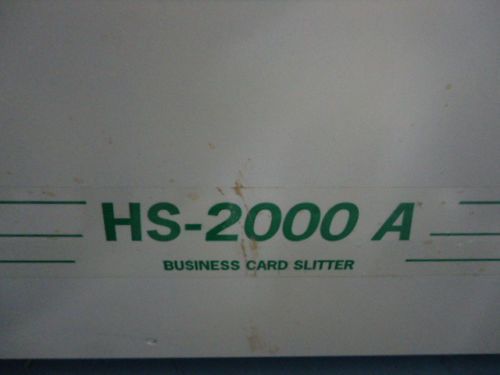 HS-2000 A
BUSINESS CARD SLITTER